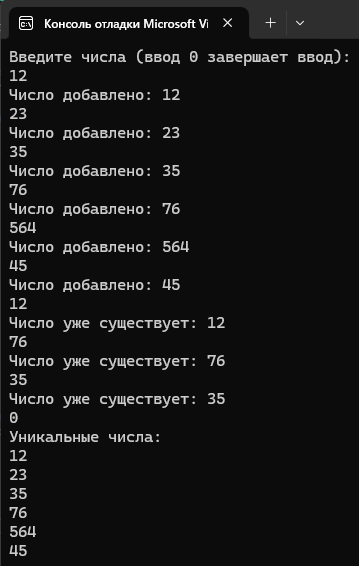 Консоль отладки Microsoft Vi
Введите числа (ввод 0 завершает ввод):
12
Число добавлено: 12
23
Число добавлено: 23
35
Число добавлено: 35
76
Число добавлено: 76
564
Число добавлено: 564
45
Число добавлено: 45
12
Число уже существует: 12
76
Число уже существует: 76
35
Число уже существует: 35
0
Уникальные числа:
12
23
35
76
564
45